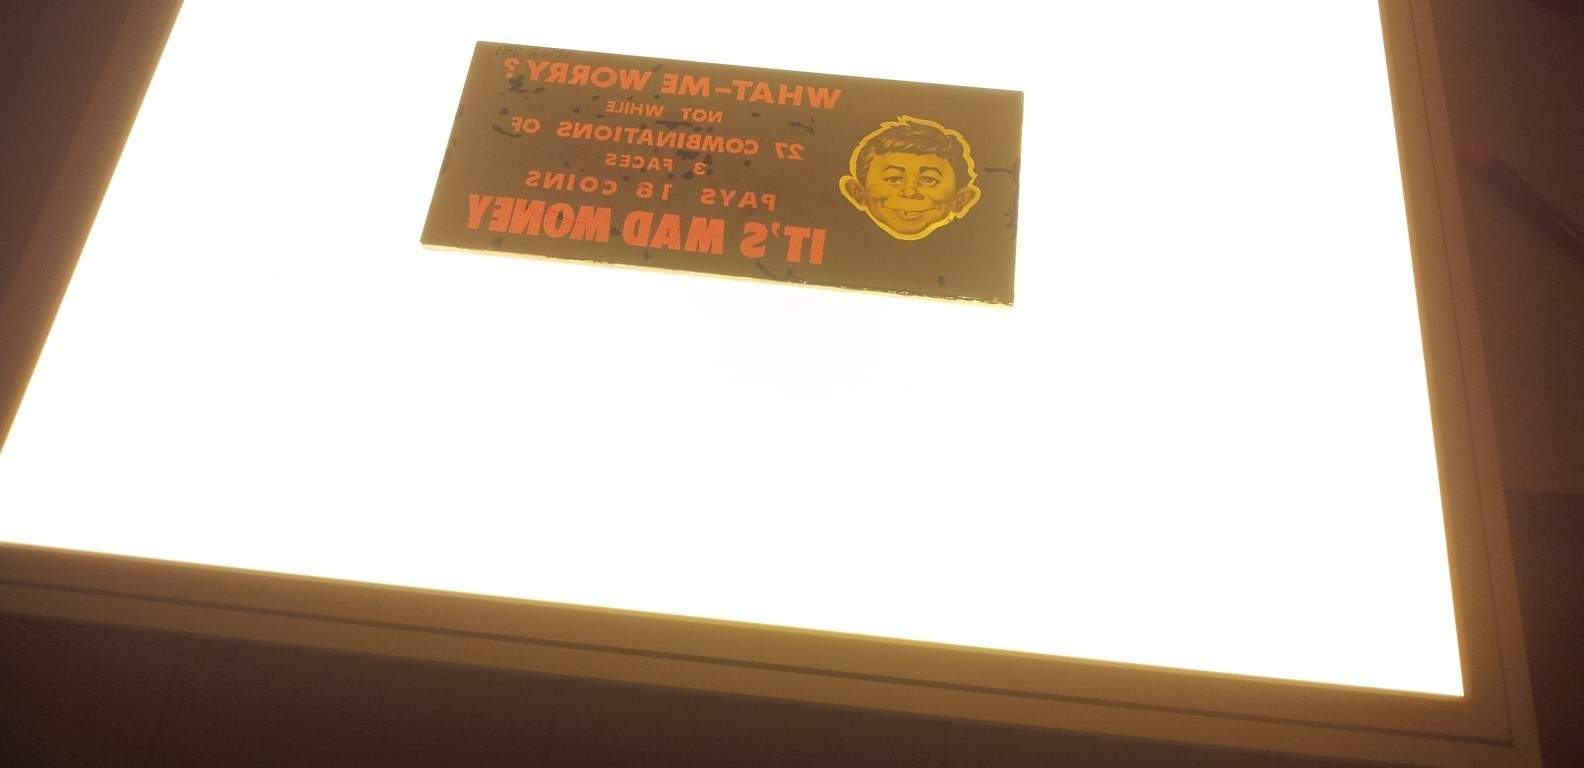 WHAT-ME WORRY?
NOT WHILE
27 COMBINATIONS OF
3 FACES
PAYS 18 COINS
IT'S MAD MONEY